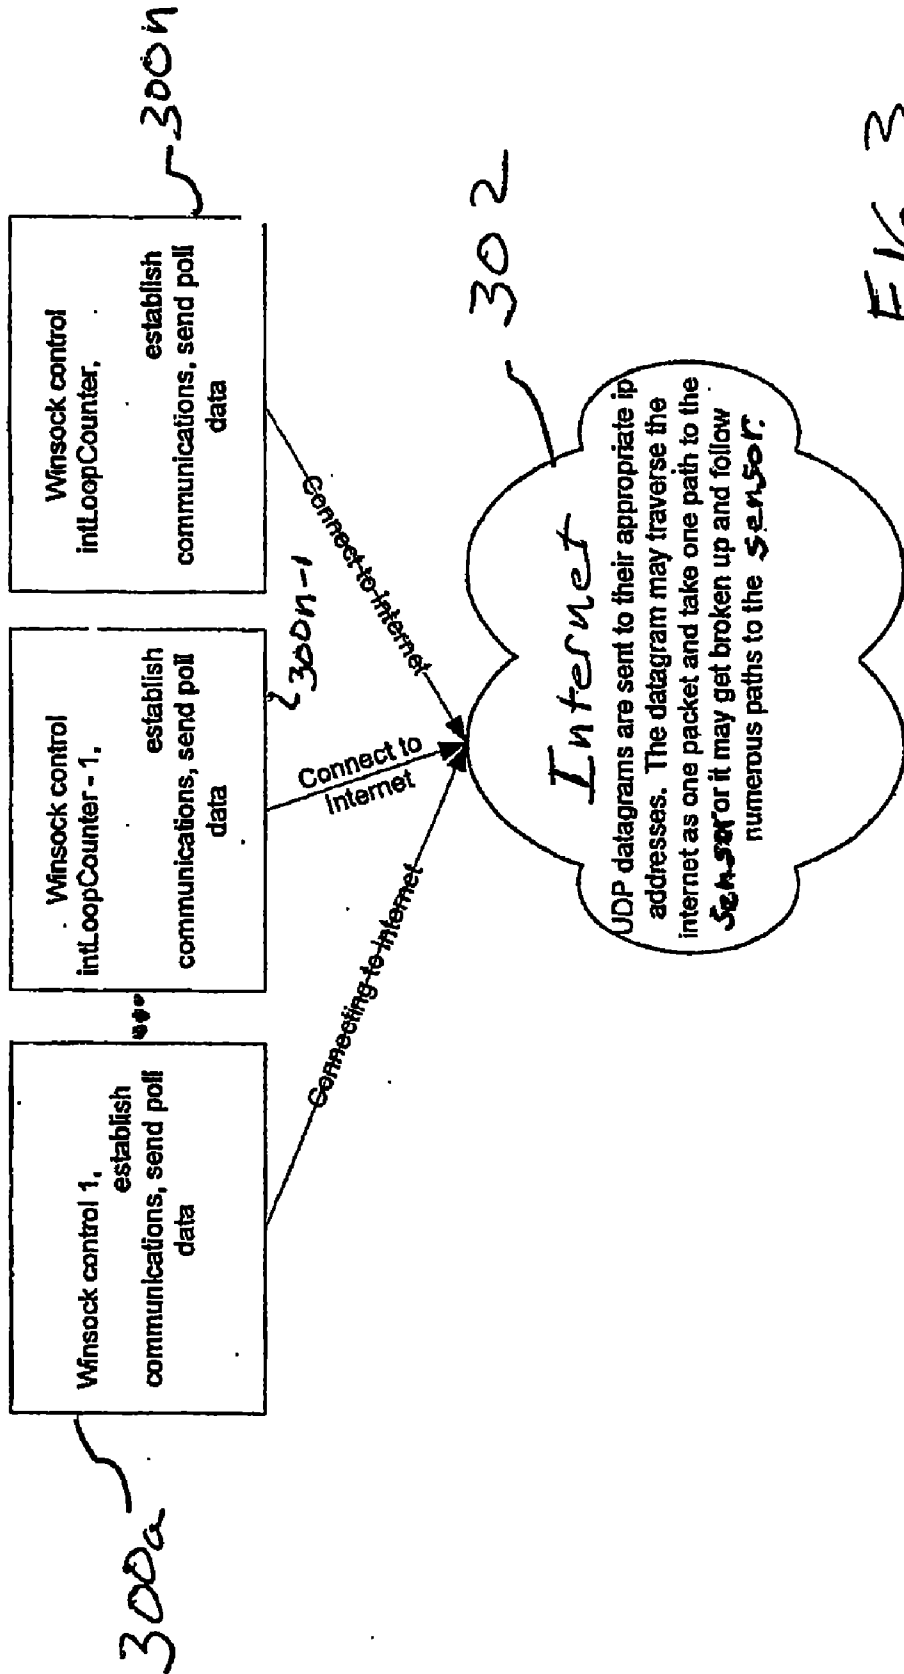 300a
Winsock control 1,
establish
communications, send poll
data
Winsock control
intLoopCounter - 1,
establish
communications, send poll
data
300n-1
Winsock control
intLoopCounter,
establish
communications, send poll
data
300n
Connecting to Internet
Connect to
Internet
Connect to Internet
302
Internet
UDP datagrams are sent to their appropriate ip
addresses. The datagram may traverse the
internet as one packet and take one path to the
Sensor or it may get broken up and follow
numerous paths to the sensor.
FIG 3